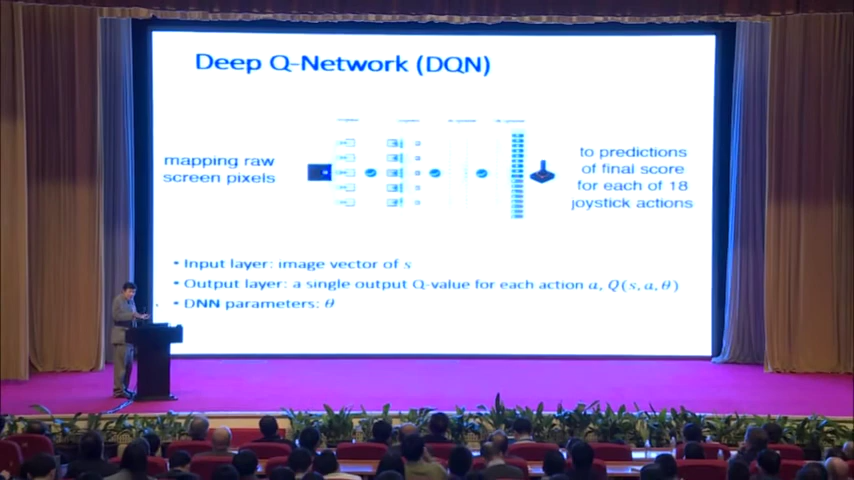 Deep Q-Network (DQN)
mapping raw
screen pixels
to predictions
of final score
for each of 18
joystick actions
• Input layer: image vector of s
• Output layer: a single output Q-value for each action a, Q(s, a, θ)
• DNN parameters: θ